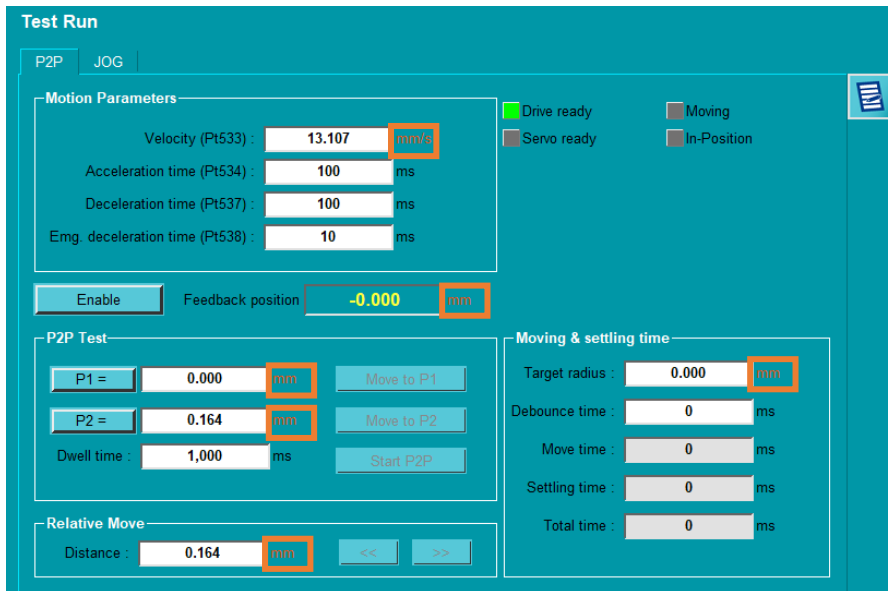 Test Run
P2P JOG
Motion Parameters
Velocity (Pt533) : 13.107 mm/s
Acceleration time (Pt534) : 100 ms
Deceleration time (Pt537) : 100 ms
Emg. deceleration time (Pt538) : 10 ms
Drive ready Moving
Servo ready In-Position
Enable Feedback position -0.000 mm
P2P Test
P1 = 0.000 mm Move to P1
P2 = 0.164 mm Move to P2
Dwell time : 1,000 ms Start P2P
Relative Move
Distance : 0.164 mm << >>
Moving & settling time
Target radius : 0.000 mm
Debounce time : 0 ms
Move time : 0 ms
Settling time : 0 ms
Total time : 0 ms